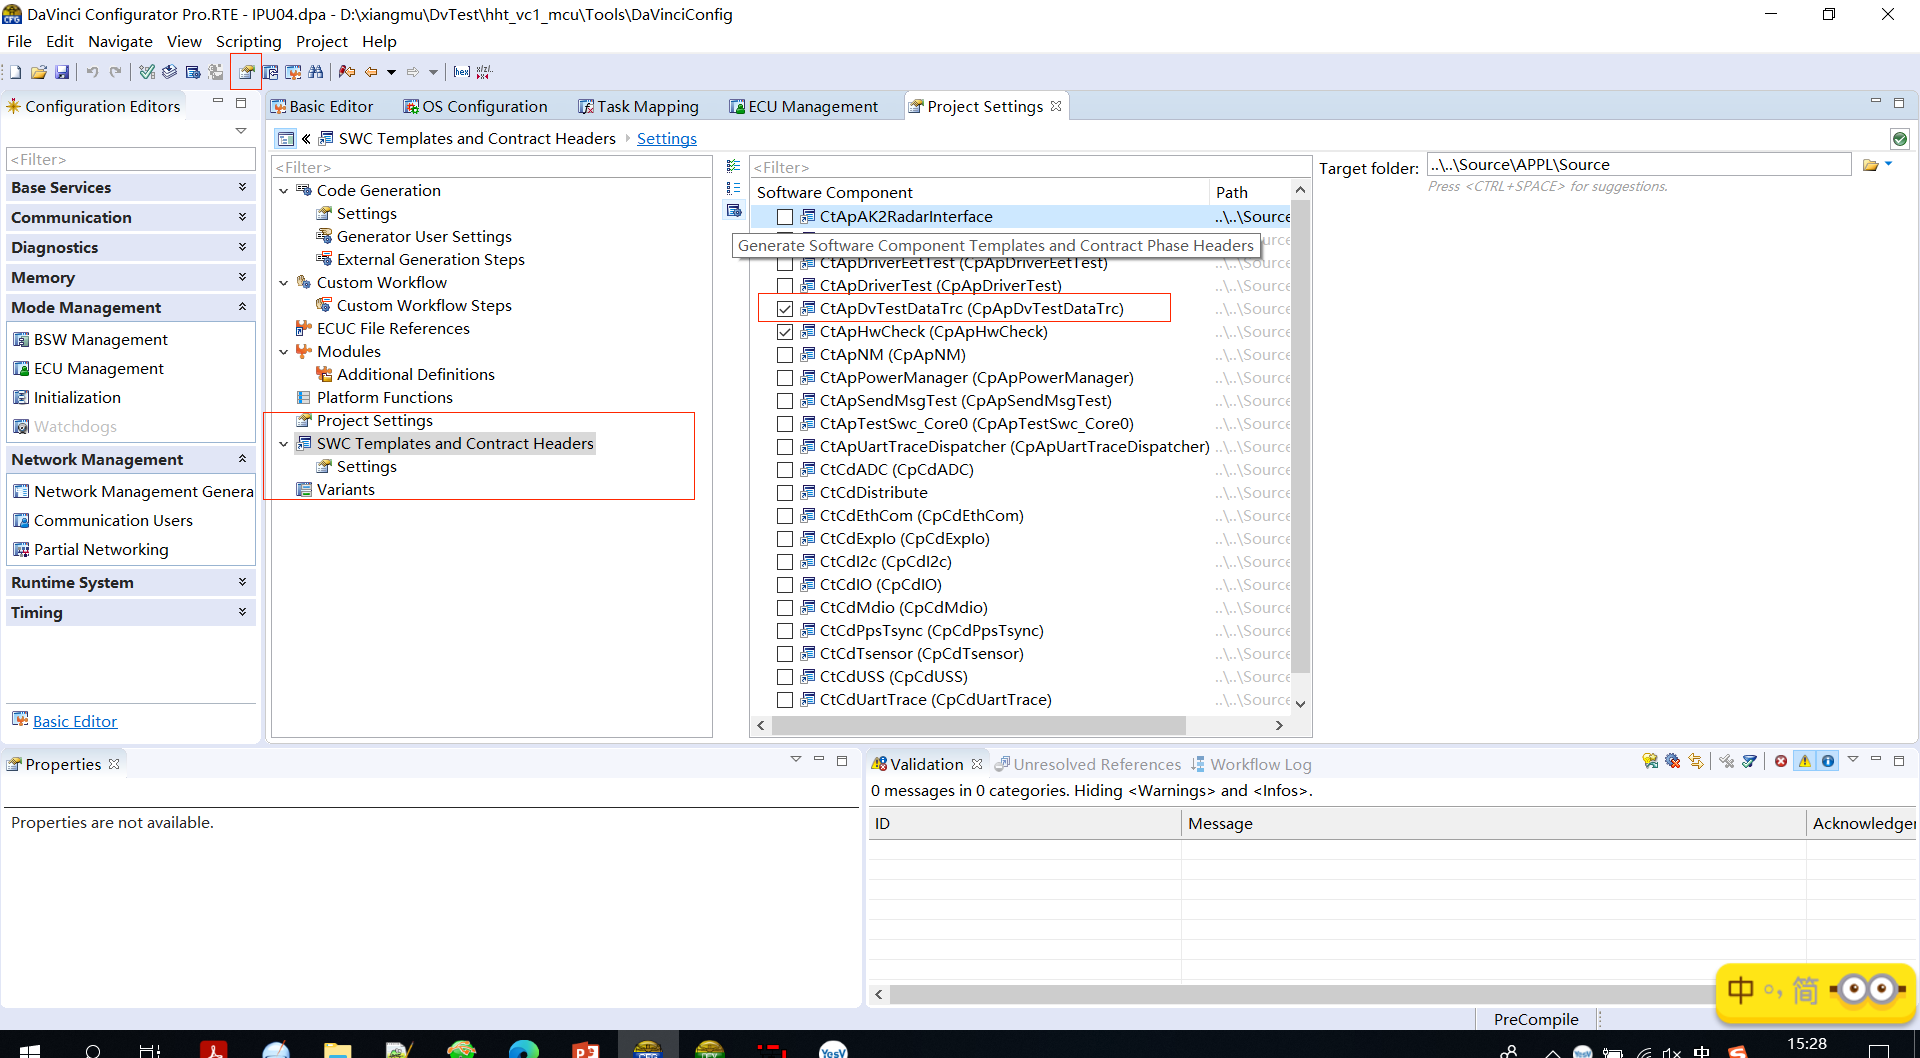 DaVinci Configurator Pro.RTE - IPU04.dpa - D:\xiangmu\DvTest\hht_vc1_mcu\Tools\DaVinciConfig
File Edit Navigate View Scripting Project Help
Configuration Editors
Basic Editor OS Configuration Task Mapping ECU Management Project Settings
« SWC Templates and Contract Headers Settings
<Filter>
Base Services
Communication
Diagnostics
Memory
Mode Management
BSW Management
ECU Management
Initialization
Watchdogs
Network Management
Network Management Genera
Communication Users
Partial Networking
Runtime System
Timing
Basic Editor
<Filter>
Code Generation
Settings
Generator User Settings
External Generation Steps
Custom Workflow
Custom Workflow Steps
ECUC File References
Modules
Additional Definitions
Platform Functions
Project Settings
SWC Templates and Contract Headers
Settings
Variants
<Filter>
Software Component Path
CtApAK2RadarInterface ..\..\Source
Generate Software Component Templates and Contract Phase Headers
CtApDriverEetTest (CpApDriverEetTest) ..\..\Source
CtApDriverTest (CpApDriverTest) ..\..\Source
CtApDvTestDataTrc (CpApDvTestDataTrc) ..\..\Source
CtApHwCheck (CpApHwCheck) ..\..\Source
CtApNM (CpApNM) ..\..\Source
CtApPowerManager (CpApPowerManager) ..\..\Source
CtApSendMsgTest (CpApSendMsgTest) ..\..\Source
CtApTestSwc_Core0 (CpApTestSwc_Core0) ..\..\Source
CtApUartTraceDispatcher (CpApUartTraceDispatcher) ..\..\Source
CtCdADC (CpCdADC) ..\..\Source
CtCdDistribute ..\..\Source
CtCdEthCom (CpCdEthCom) ..\..\Source
CtCdExpIo (CpCdExpIo) ..\..\Source
CtCdI2c (CpCdI2c) ..\..\Source
CtCdIO (CpCdIO) ..\..\Source
CtCdMdio (CpCdMdio) ..\..\Source
CtCdPpsTsync (CpCdPpsTsync) ..\..\Source
CtCdTsensor (CpCdTsensor) ..\..\Source
CtCdUSS (CpCdUSS) ..\..\Source
CtCdUartTrace (CpCdUartTrace) ..\..\Source
Target folder: ..\..\Source\APPL\Source
Press <CTRL+SPACE> for suggestions.
Properties
Properties are not available.
Validation Unresolved References Workflow Log
0 messages in 0 categories. Hiding <Warnings> and <Infos>.
ID Message Acknowledger
中 简
PreCompile
15:28